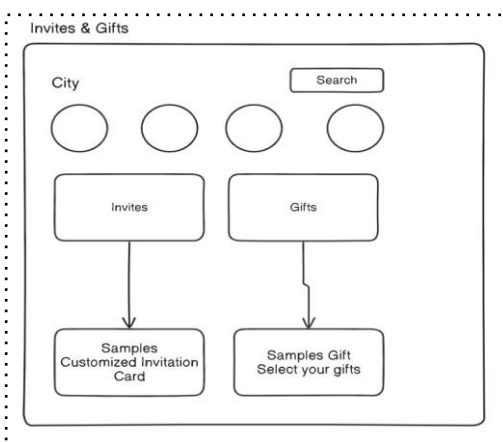 Invites & Gifts
City
Search
Invites
Gifts
Samples
Customized Invitation
Card
Samples Gift
Select your gifts